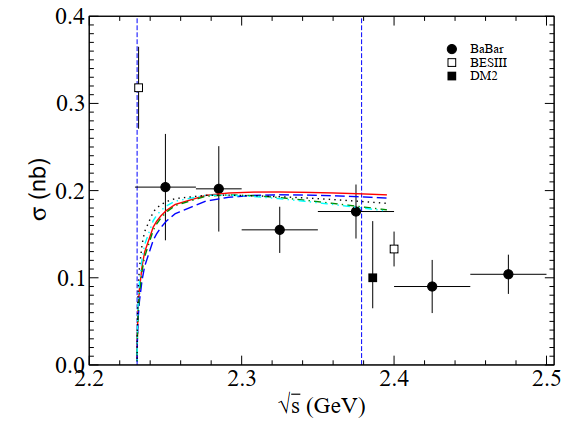 0.4
0.3
0.2
0.1
0.0
σ (nb)
BaBar
BESIII
DM2
2.2
2.3
2.4
2.5
√s (GeV)